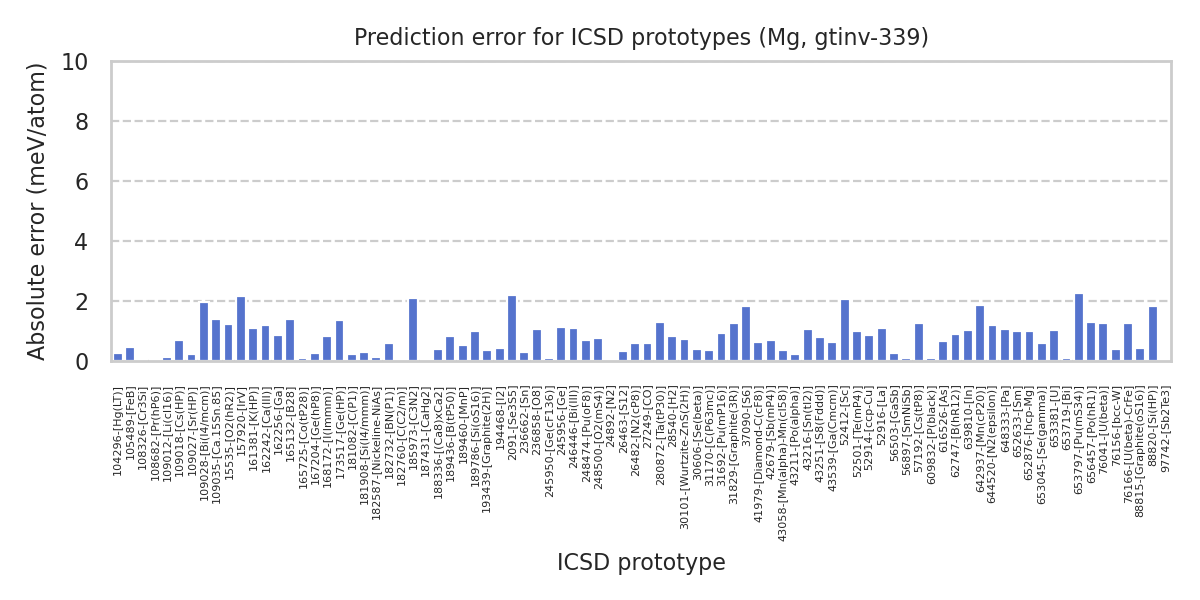 Prediction error for ICSD prototypes (Mg, gtinv-339)
Absolute error (meV/atom)
10
8
6
4
2
0
104296-[Hg(LT)]
105489-[FeB]
108326-[Cr3Si]
108682-[Pr(hP6)]
109012-[Li(cI16)]
109018-[Cs(HP)]
109027-[Sr(HP)]
109028-[Bi(I4/mcm)]
109035-[Ca.15Sn.85]
15535-[O2(hR2)]
157920-[IrV]
161381-[K(HP)]
162242-[Ca(III)]
162256-[Ga]
165132-[B28]
165725-[Co(tP28)]
167204-[Ge(hP8)]
168172-[I(Immm)]
173517-[Ge(HP)]
181082-[C(P1)]
181908-[Si(I4/mmm)]
182587-[Nickeline-NiAs]
182732-[BN(P1)]
182760-[C(C2/m)]
185973-[C3N2]
187431-[CaHg2]
188336-[(Ca8)xCa2]
189436-[B(tP50)]
189460-[MnP]
189786-[Si(oS16)]
193439-[Graphite(2H)]
194468-[I2]
2091-[Se3S5]
236662-[Sn]
236858-[O8]
245950-[Ge(cF136)]
245956-[Ge]
246446-[Bi(III)]
248474-[Pu(oF8)]
248500-[O2(mS4)]
24892-[N2]
26463-[S12]
26482-[N2(cP8)]
27249-[CO]
280872-[Ta(tP30)]
28540-[H2]
30101-[Wurtzite-ZnS(2H)]
30606-[Se(beta)]
31170-[C(P63mc)]
31692-[Pu(mP16)]
31829-[Graphite(3R)]
37090-[S6]
41979-[Diamond-C(cF8)]
42679-[Sb(mP4)]
43058-[Mn(alpha)-Mn(cI58)]
43211-[Po(alpha)]
43216-[Sn(tI2)]
43251-[S8(Fddd)]
43539-[Ga(Cmcm)]
52412-[Sc]
52501-[Te(mP4)]
52914-[fcc-Cu]
52916-[La]
56503-[GaSb]
56897-[SmNiSb]
57192-[Cs(tP8)]
609832-[P(black)]
616526-[As]
62747-[B(hR12)]
639810-[In]
642937-[Mn(cP20)]
644520-[N2(epsilon)]
648333-[Pa]
652633-[Sm]
652876-[hcp-Mg]
653045-[Se(gamma)]
653381-[U]
653719-[Bi]
653797-[Pu(mS34)]
656457-[Po(hR1)]
76041-[U(beta)]
76156-[bcc-W]
76166-[U(beta)-CrFe]
88815-[Graphite(oS16)]
88820-[Si(HP)]
97742-[Sb2Te3]
ICSD prototype